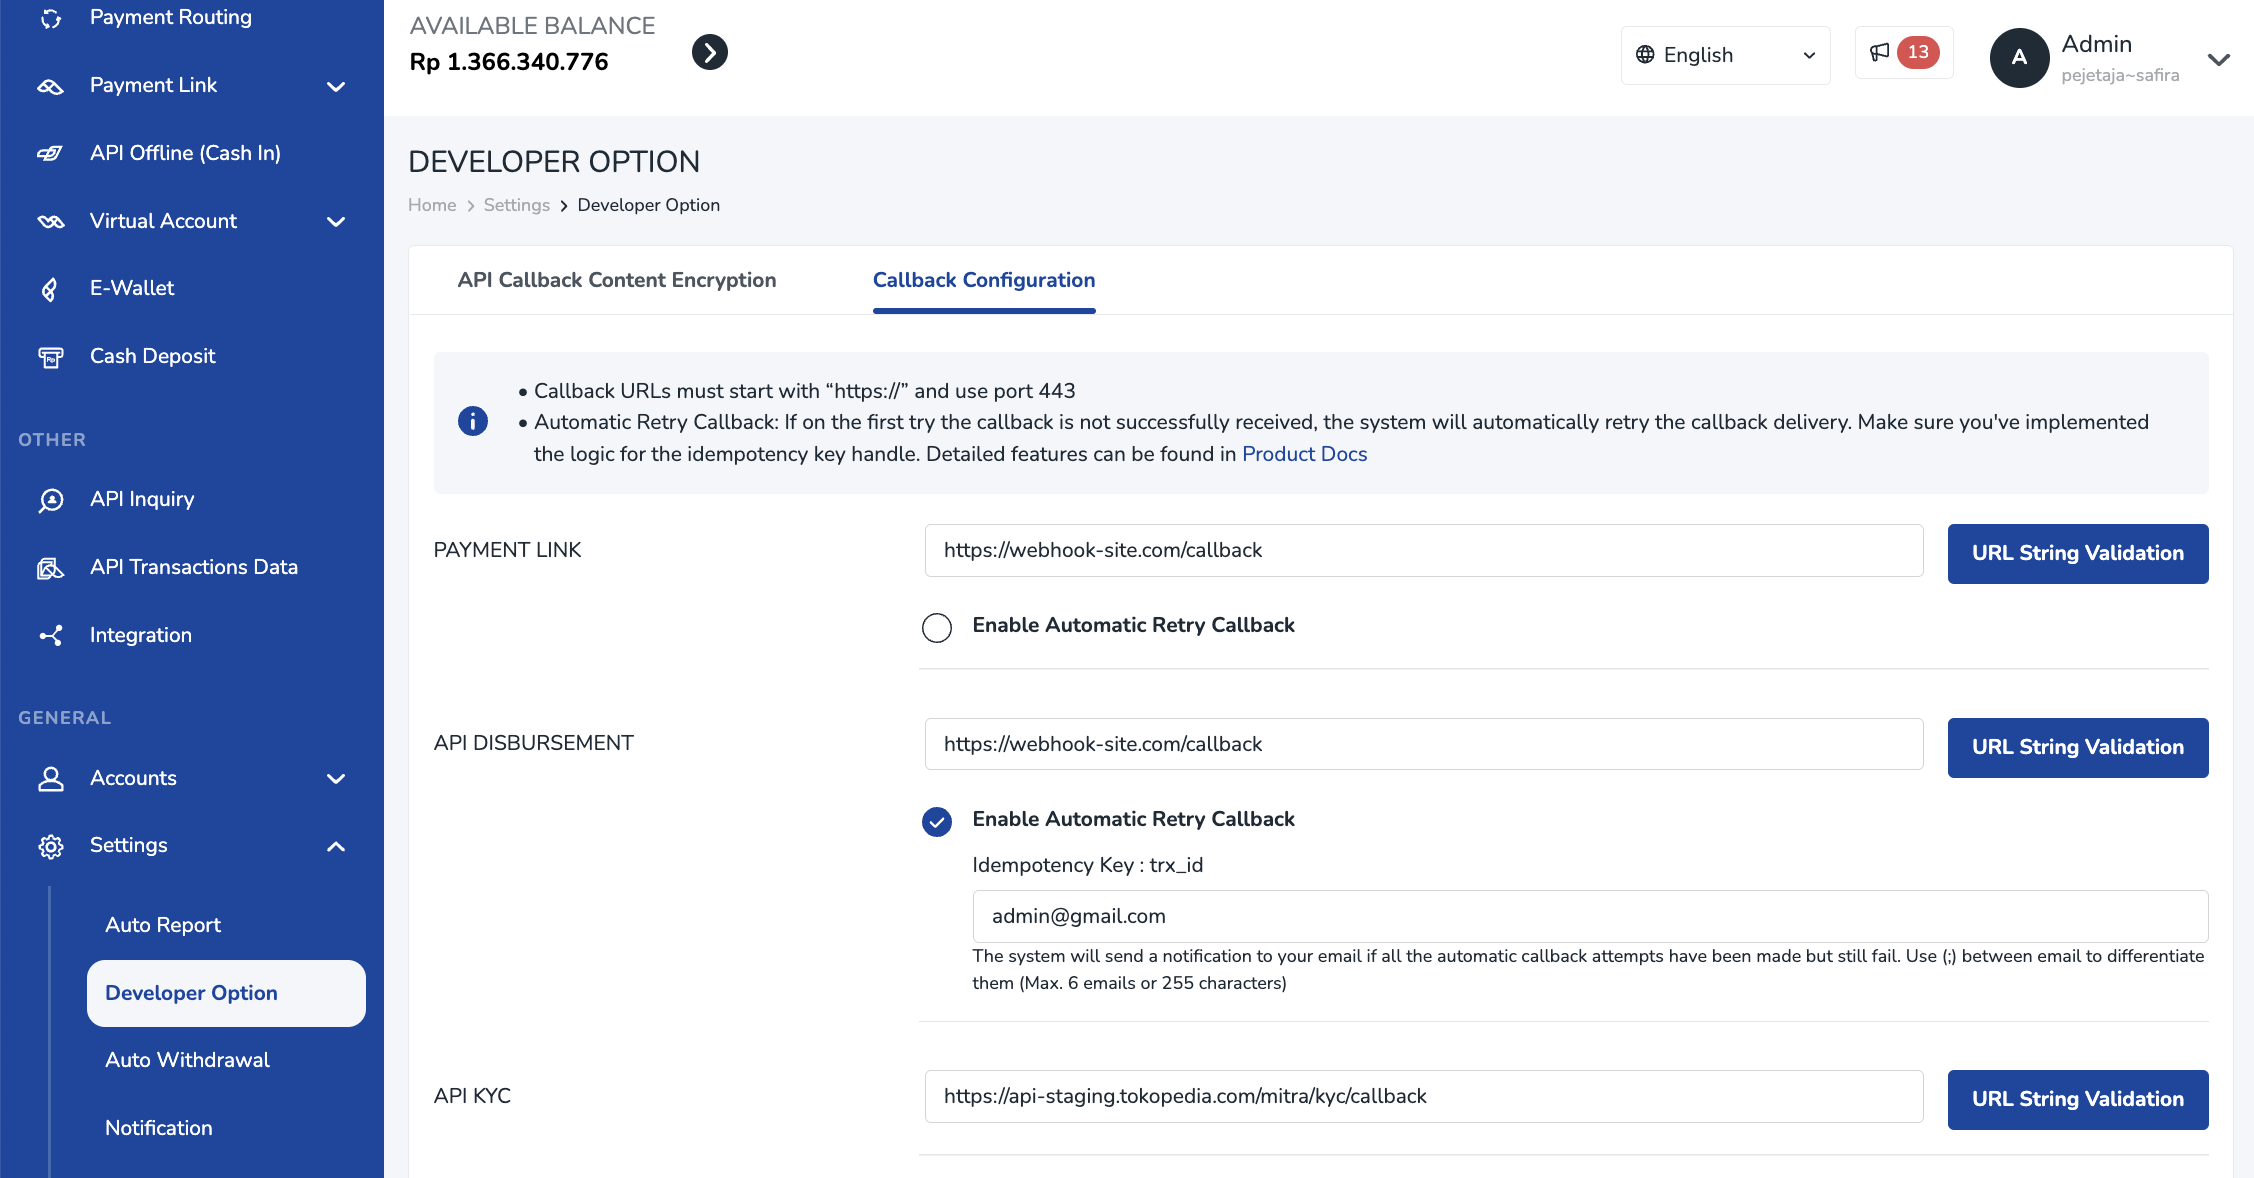 Payment Routing
Payment Link
API Offline (Cash In)
Virtual Account
E-Wallet
Cash Deposit
OTHER
API Inquiry
API Transactions Data
Integration
GENERAL
Accounts
Settings
Auto Report
Developer Option
Auto Withdrawal
Notification
AVAILABLE BALANCE
Rp 1.366.340.776
English
13
A
Admin
pejetaja~safira
DEVELOPER OPTION
Home > Settings > Developer Option
API Callback Content Encryption
Callback Configuration
• Callback URLs must start with “https://” and use port 443
• Automatic Retry Callback: If on the first try the callback is not successfully received, the system will automatically retry the callback delivery. Make sure you've implemented
the logic for the idempotency key handle. Detailed features can be found in Product Docs
PAYMENT LINK
https://webhook-site.com/callback
URL String Validation
Enable Automatic Retry Callback
API DISBURSEMENT
https://webhook-site.com/callback
URL String Validation
Enable Automatic Retry Callback
Idempotency Key : trx_id
admin@gmail.com
The system will send a notification to your email if all the automatic callback attempts have been made but still fail. Use (;) between email to differentiate
them (Max. 6 emails or 255 characters)
API KYC
https://api-staging.tokopedia.com/mitra/kyc/callback
URL String Validation